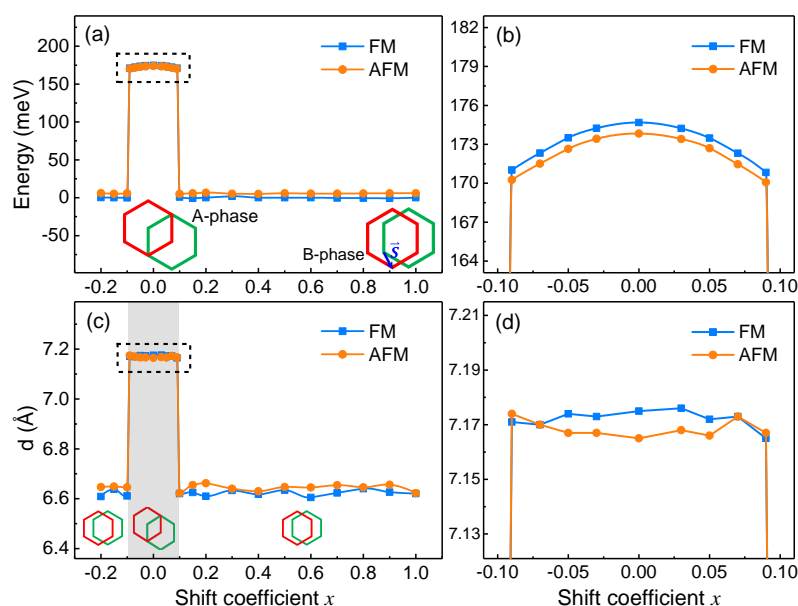 (a)
FM
AFM
Energy (meV)
200
175
150
125
100
75
50
25
0
-25
-50
A-phase
B-phase
s
-0.2 0.0 0.2 0.4 0.6 0.8 1.0
(b)
FM
AFM
182
179
176
173
170
167
164
-0.10 -0.05 0.00 0.05 0.10
(c)
FM
AFM
d (Å)
7.6
7.2
6.8
6.4
-0.2 0.0 0.2 0.4 0.6 0.8 1.0
Shift coefficient x
(d)
FM
AFM
7.21
7.19
7.17
7.15
7.13
-0.10 -0.05 0.00 0.05 0.10
Shift coefficient x